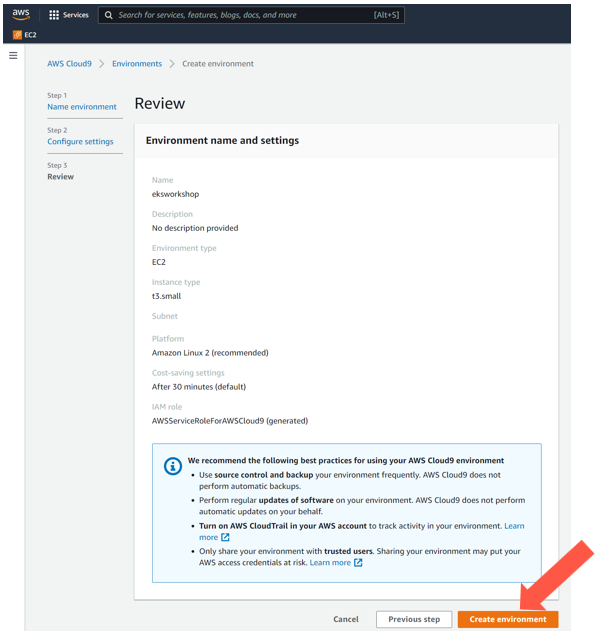 aws
Services
Search for services, features, blogs, docs, and more
[Alt+S]
EC2
AWS Cloud9 > Environments > Create environment
Step 1
Name environment
Step 2
Configure settings
Step 3
Review
Review
Environment name and settings
Name
eksworkshop
Description
No description provided
Environment type
EC2
Instance type
t3.small
Subnet
Platform
Amazon Linux 2 (recommended)
Cost-saving settings
After 30 minutes (default)
IAM role
AWSServiceRoleForAWSCloud9 (generated)
We recommend the following best practices for using your AWS Cloud9 environment
• Use source control and backup your environment frequently. AWS Cloud9 does not
perform automatic backups.
• Perform regular updates of software on your environment. AWS Cloud9 does not perform
automatic updates on your behalf.
• Turn on AWS CloudTrail in your AWS account to track activity in your environment. Learn
more
• Only share your environment with trusted users. Sharing your environment may put your
AWS access credentials at risk. Learn more
Cancel
Previous step
Create environment